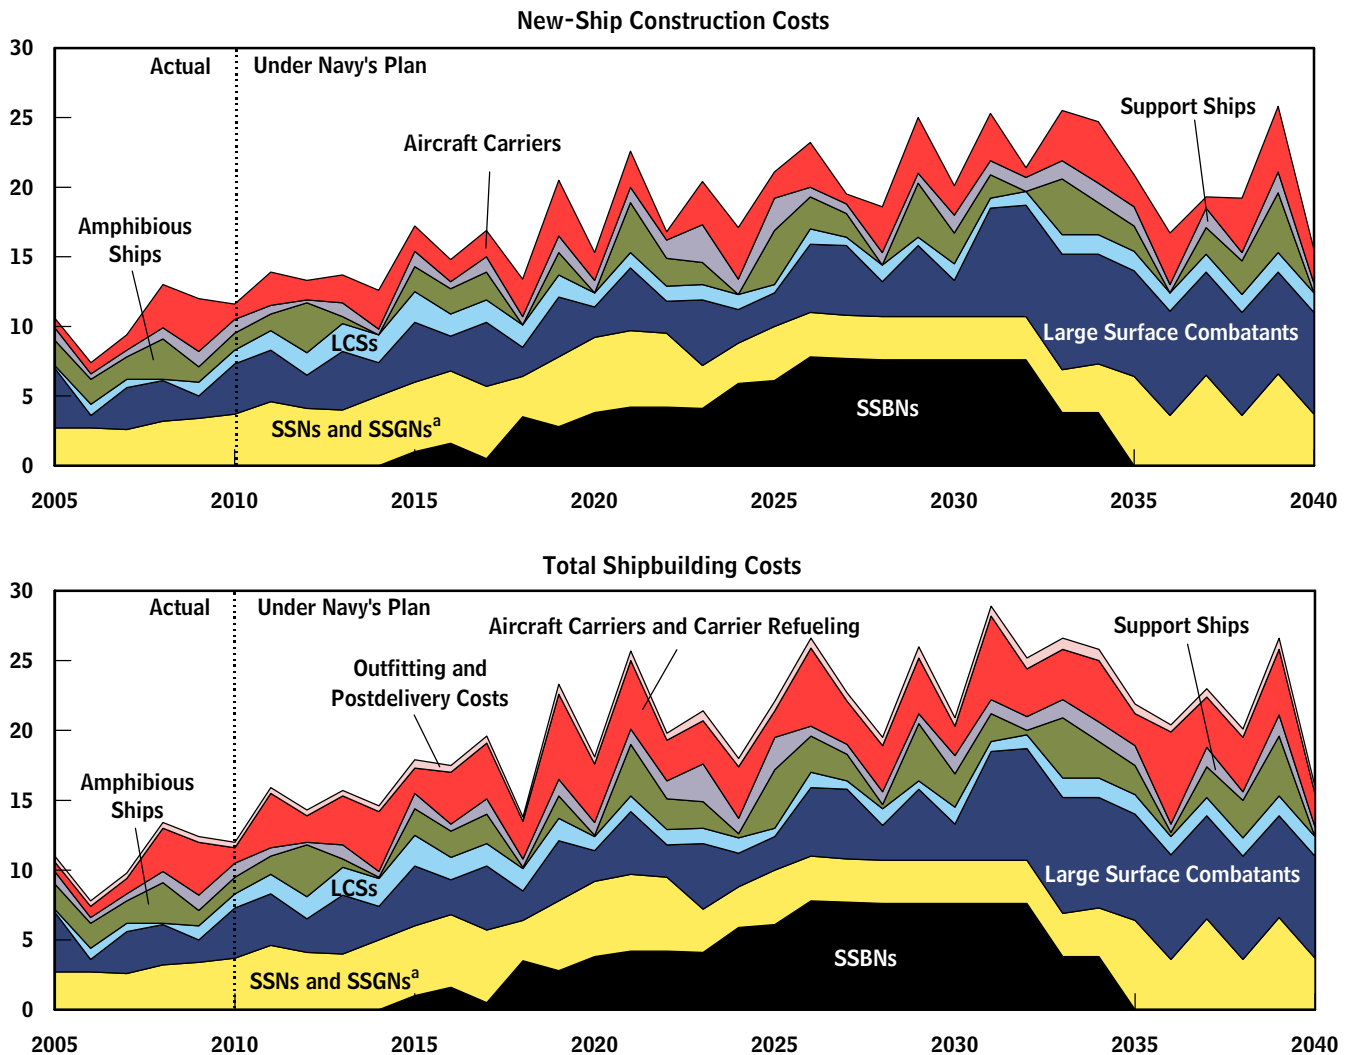 New-Ship Construction Costs
30
Actual
Under Navy's Plan
25
Support Ships
Aircraft Carriers
20
Amphibious
Ships
15
10
LCSs
Large Surface Combatants
5
SSNs and SSGNsᵃ
SSBNs
0
2005
2010
2015
2020
2025
2030
2035
2040
Total Shipbuilding Costs
30
Actual
Under Navy's Plan
Aircraft Carriers and Carrier Refueling
Support Ships
25
Outfitting and
Postdelivery Costs
20
Amphibious
Ships
15
10
LCSs
Large Surface Combatants
5
SSNs and SSGNsᵃ
SSBNs
0
2005
2010
2015
2020
2025
2030
2035
2040